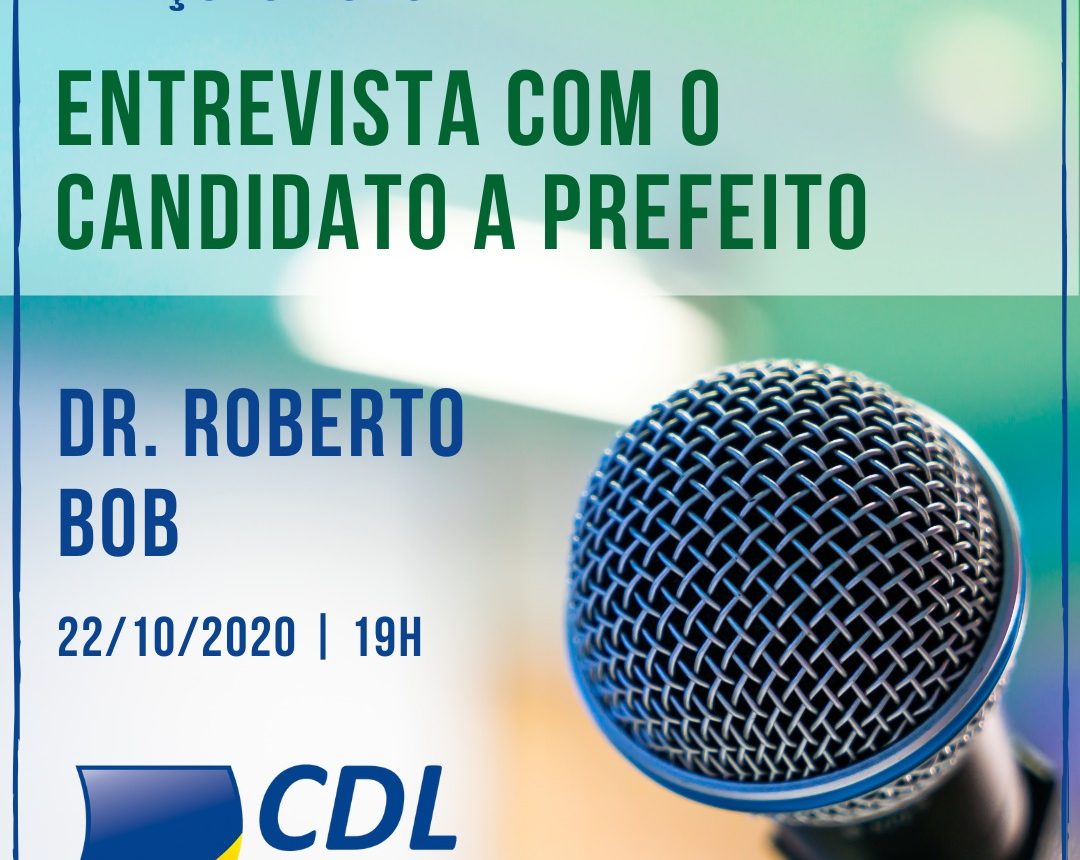 ENTREVISTA COM O
CANDIDATO A PREFEITO
DR. ROBERTO
BOB
22/10/2020 | 19H
CDL